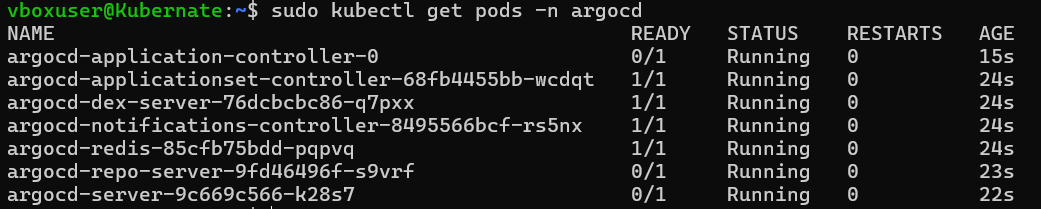 vboxuser@Kubernate:~$ sudo kubectl get pods -n argocd
NAME READY STATUS RESTARTS AGE
argocd-application-controller-0 0/1 Running 0 15s
argocd-applicationset-controller-68fb4455bb-wcdqt 1/1 Running 0 24s
argocd-dex-server-76dcbcbc86-q7pxx 1/1 Running 0 24s
argocd-notifications-controller-8495566bcf-rs5nx 1/1 Running 0 24s
argocd-redis-85cfb75bdd-pqpvq 1/1 Running 0 24s
argocd-repo-server-9fd46496f-s9vrf 0/1 Running 0 23s
argocd-server-9c669c566-k28s7 0/1 Running 0 22s